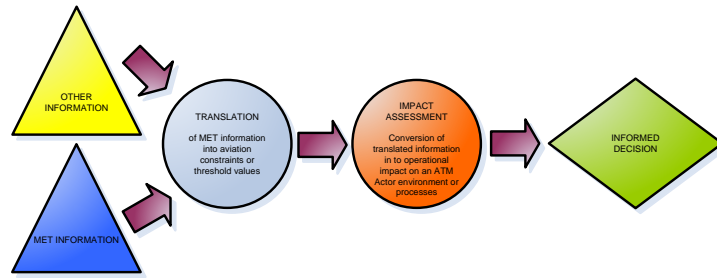 OTHER
INFORMATION
MET INFORMATION
TRANSLATION
of MET information
into aviation
constraints or
threshold values
IMPACT
ASSESSMENT
Conversion of
translated information
in to operational
impact on an ATM
Actor environment or
processes
INFORMED
DECISION